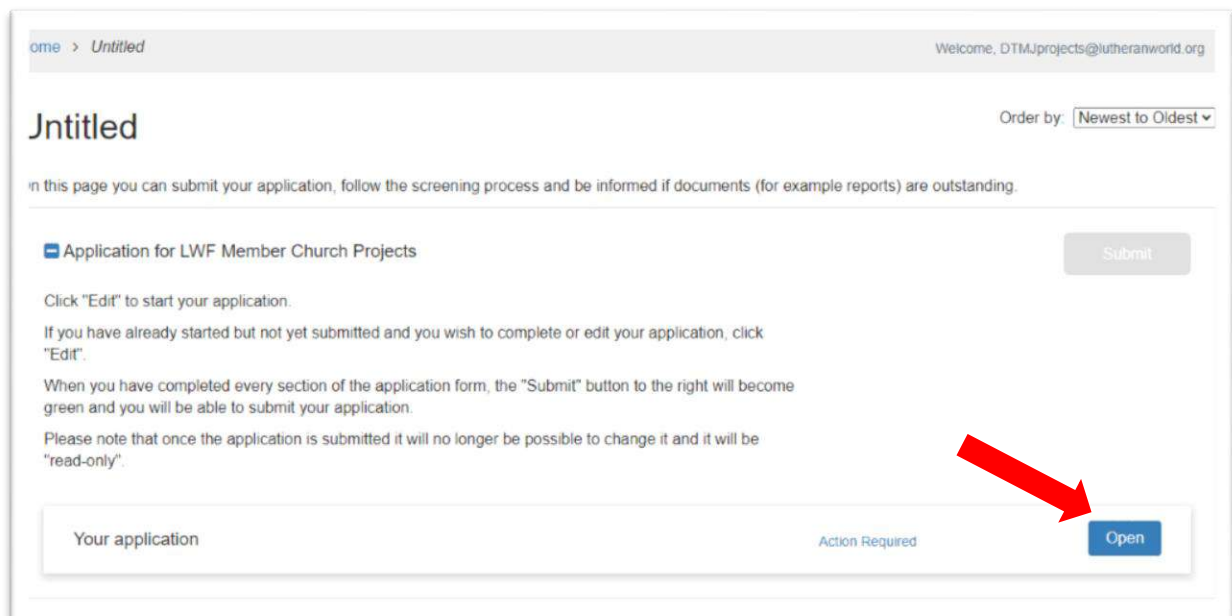 ome > Untitled
Welcome, DTMJprojects@lutheranworld.org
Untitled
Order by: Newest to Oldest
n this page you can submit your application, follow the screening process and be informed if documents (for example reports) are outstanding.
Application for LWF Member Church Projects
Submit
Click "Edit" to start your application.
If you have already started but not yet submitted and you wish to complete or edit your application, click
"Edit".
When you have completed every section of the application form, the "Submit" button to the right will become
green and you will be able to submit your application.
Please note that once the application is submitted it will no longer be possible to change it and it will be
"read-only".
Your application
Action Required
Open